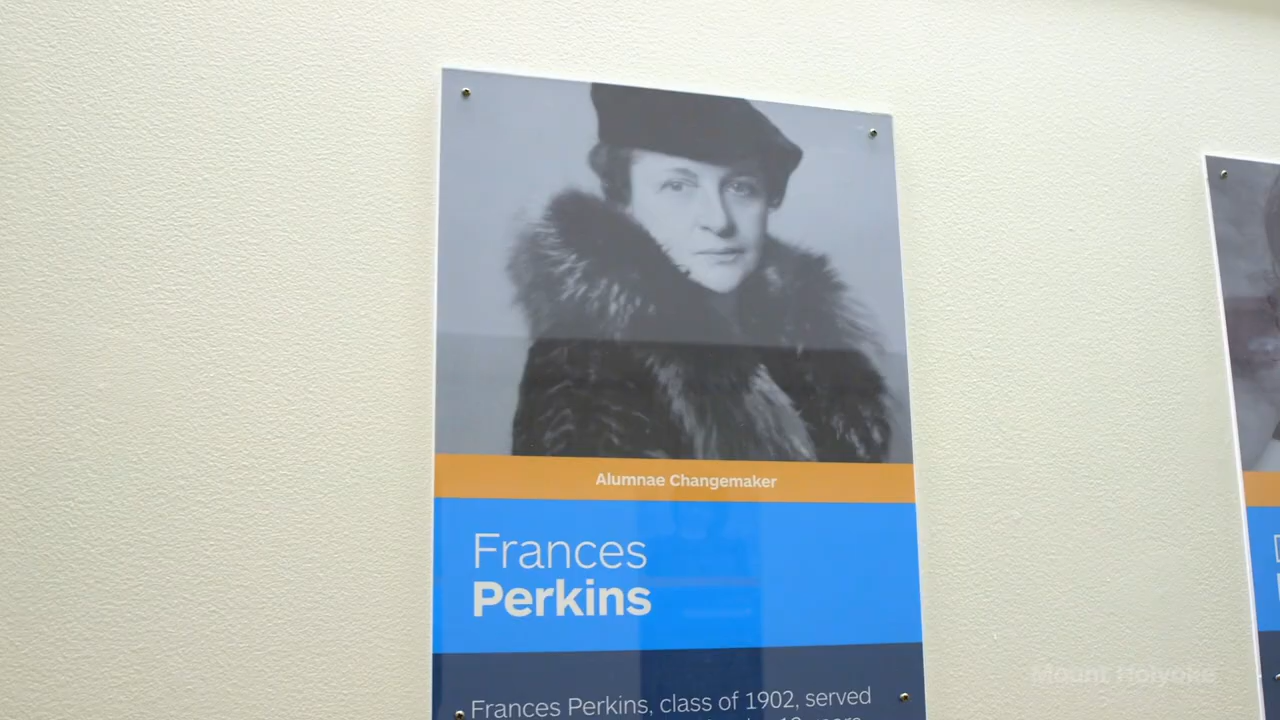 Alumnae Changemaker
Frances
Perkins
Frances Perkins, class of 1902, served
Mount Holyoke